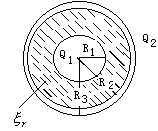 Q₁ R₁ Q₂
R₂
R₃
ξᵣ